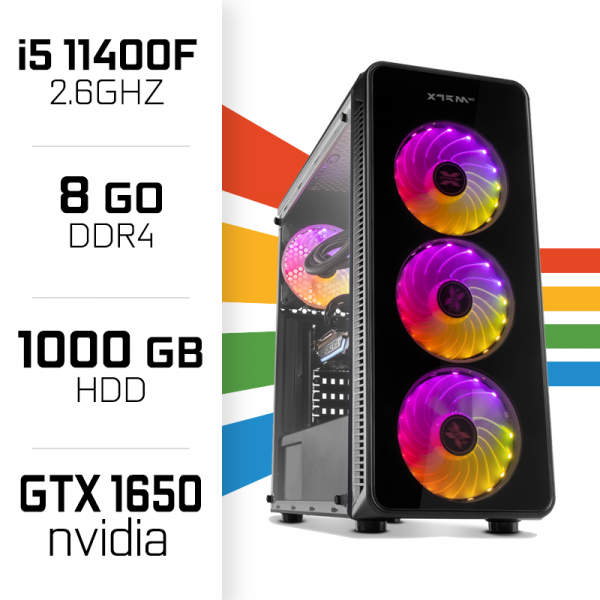 i5 11400F
2.6GHZ
8 GO
DDR4
1000 GB
HDD
GTX 1650
nvidia